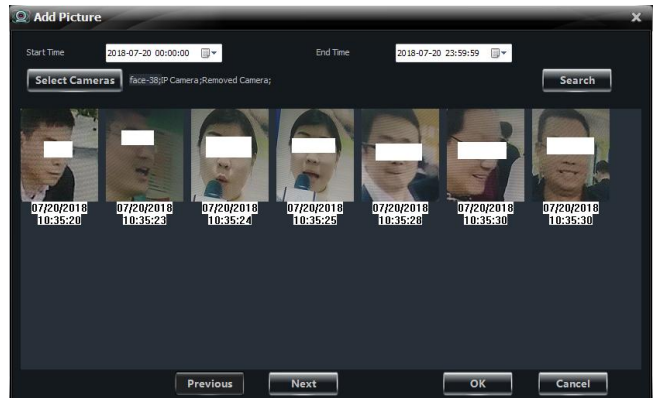 Add Picture
Start Time 2018-07-20 00:00:00 End Time 2018-07-20 23:59:59
Select Cameras face-38;IP Camera;Removed Camera; Search
07/20/2018 07/20/2018 07/20/2018 07/20/2018 07/20/2018 07/20/2018 07/20/2018
10:35:20 10:35:23 10:35:24 10:35:25 10:35:28 10:35:30 10:35:30
Previous Next OK Cancel